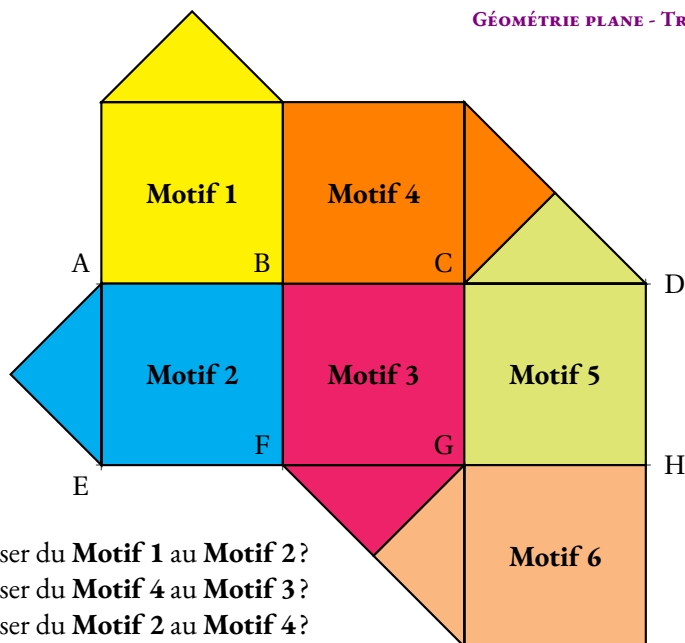 GÉOMÉTRIE PLANE - TR
Motif 1
Motif 4
A
B
C
D
Motif 2
Motif 3
Motif 5
F
G
H
E
ser du Motif 1 au Motif 2?
Motif 6
ser du Motif 4 au Motif 3?
ser du Motif 2 au Motif 4?